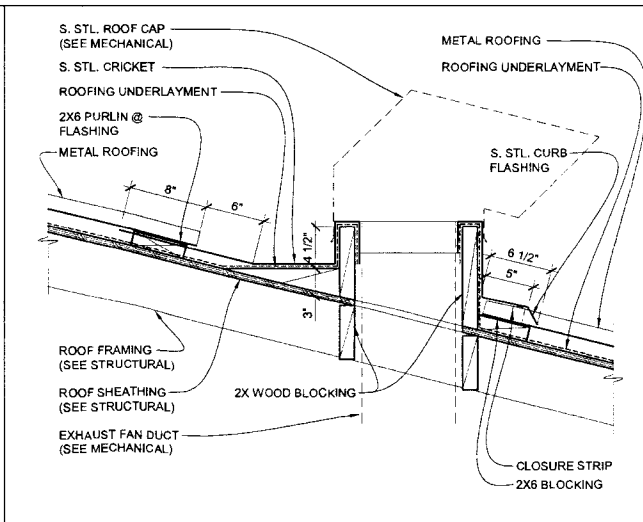 S. STL. ROOF CAP
(SEE MECHANICAL)
S. STL. CRICKET
ROOFING UNDERLAYMENT
2X6 PURLIN @
FLASHING
METAL ROOFING
8"
6"
4 1/2"
3"
METAL ROOFING
ROOFING UNDERLAYMENT
S. STL. CURB
FLASHING
6 1/2"
5"
ROOF FRAMING
(SEE STRUCTURAL)
ROOF SHEATHING
(SEE STRUCTURAL)
EXHAUST FAN DUCT
(SEE MECHANICAL)
2X WOOD BLOCKING
CLOSURE STRIP
2X6 BLOCKING